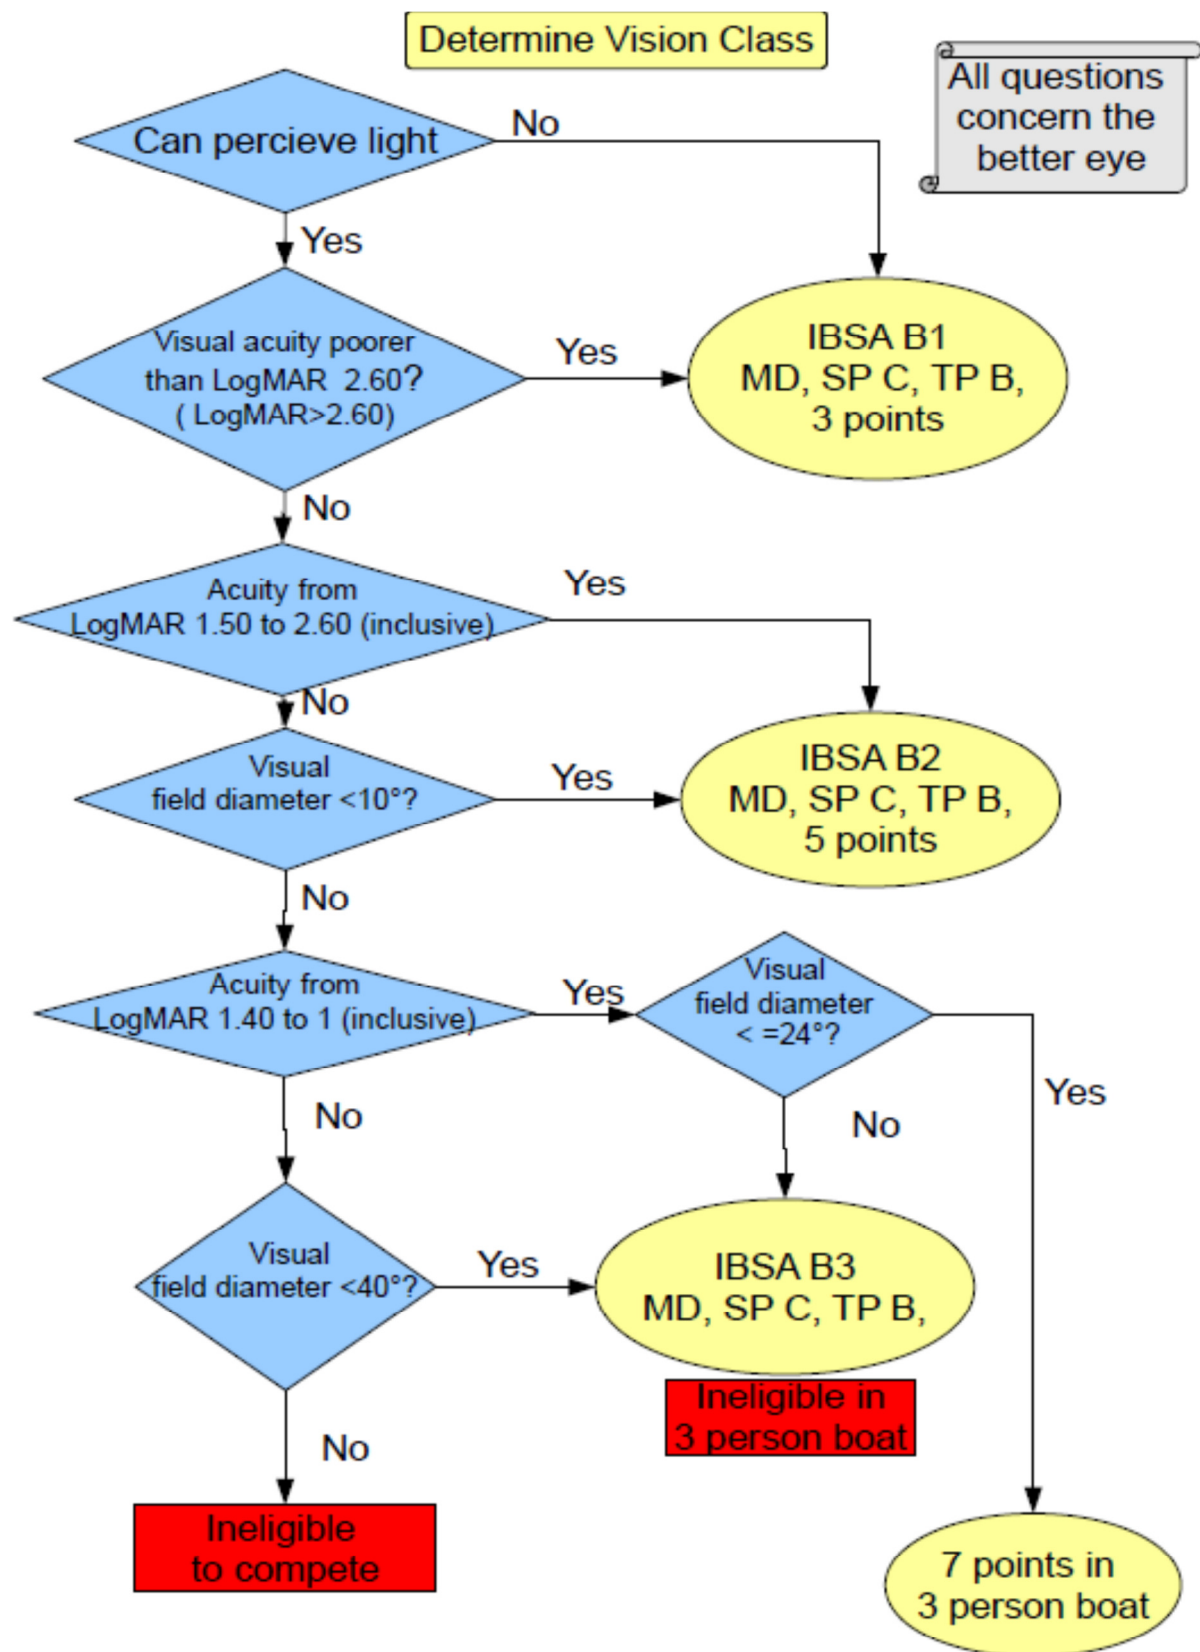 Determine Vision Class
All questions
concern the
better eye
Can percieve light
No
Yes
Visual acuity poorer
than LogMAR 2.60?
( LogMAR>2.60)
Yes
IBSA B1
MD, SP C, TP B,
3 points
No
Acuity from
LogMAR 1.50 to 2.60 (inclusive)
Yes
No
Visual
field diameter <10°?
Yes
IBSA B2
MD, SP C, TP B,
5 points
No
Acuity from
LogMAR 1.40 to 1 (inclusive)
Yes
Visual
field diameter
< =24°?
Yes
No
No
Visual
field diameter <40°?
Yes
IBSA B3
MD, SP C, TP B,
Ineligible in
3 person boat
No
Ineligible
to compete
7 points in
3 person boat